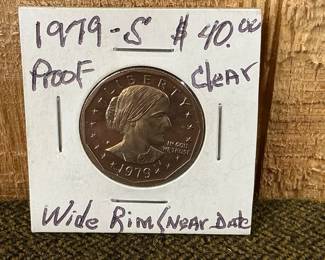 1979-S $40.00
Proof Clear
LIBERTY
IN GOD
WE TRUST
1979
Wide Rim (Near Date